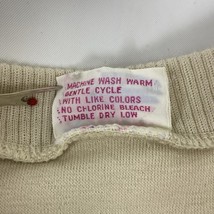 MACHINE WASH WARM
GENTLE CYCLE
WITH LIKE COLORS
NO CHLORINE BLEACH
TUMBLE DRY LOW